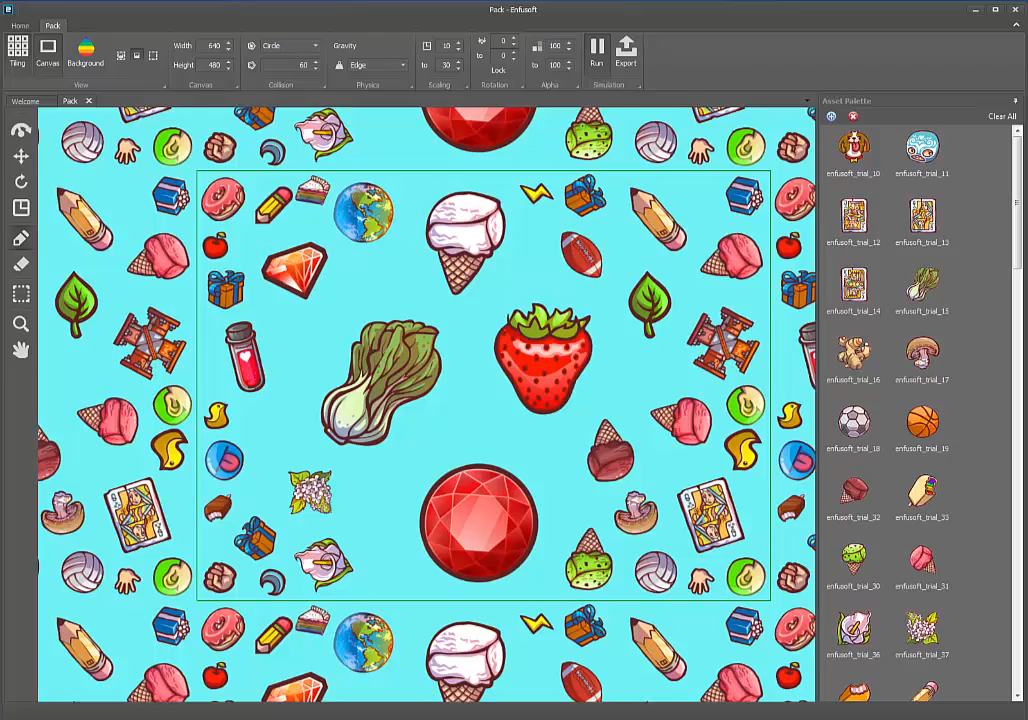 Pack - Enfusoft
Home Pack
Width 640 Circle Gravity 10 0 100
Height 480 60 Edge to 30 to 0 to 100
Lock
Tiling Canvas Background Run Export
View Canvas Collision Physics Scaling Rotation Alpha Simulation
Welcome Pack
Asset Palette
Clear All
enfusoft_trial_10 enfusoft_trial_11
enfusoft_trial_12 enfusoft_trial_13
enfusoft_trial_14 enfusoft_trial_15
enfusoft_trial_16 enfusoft_trial_17
enfusoft_trial_18 enfusoft_trial_19
enfusoft_trial_32 enfusoft_trial_33
enfusoft_trial_30 enfusoft_trial_31
enfusoft_trial_36 enfusoft_trial_37